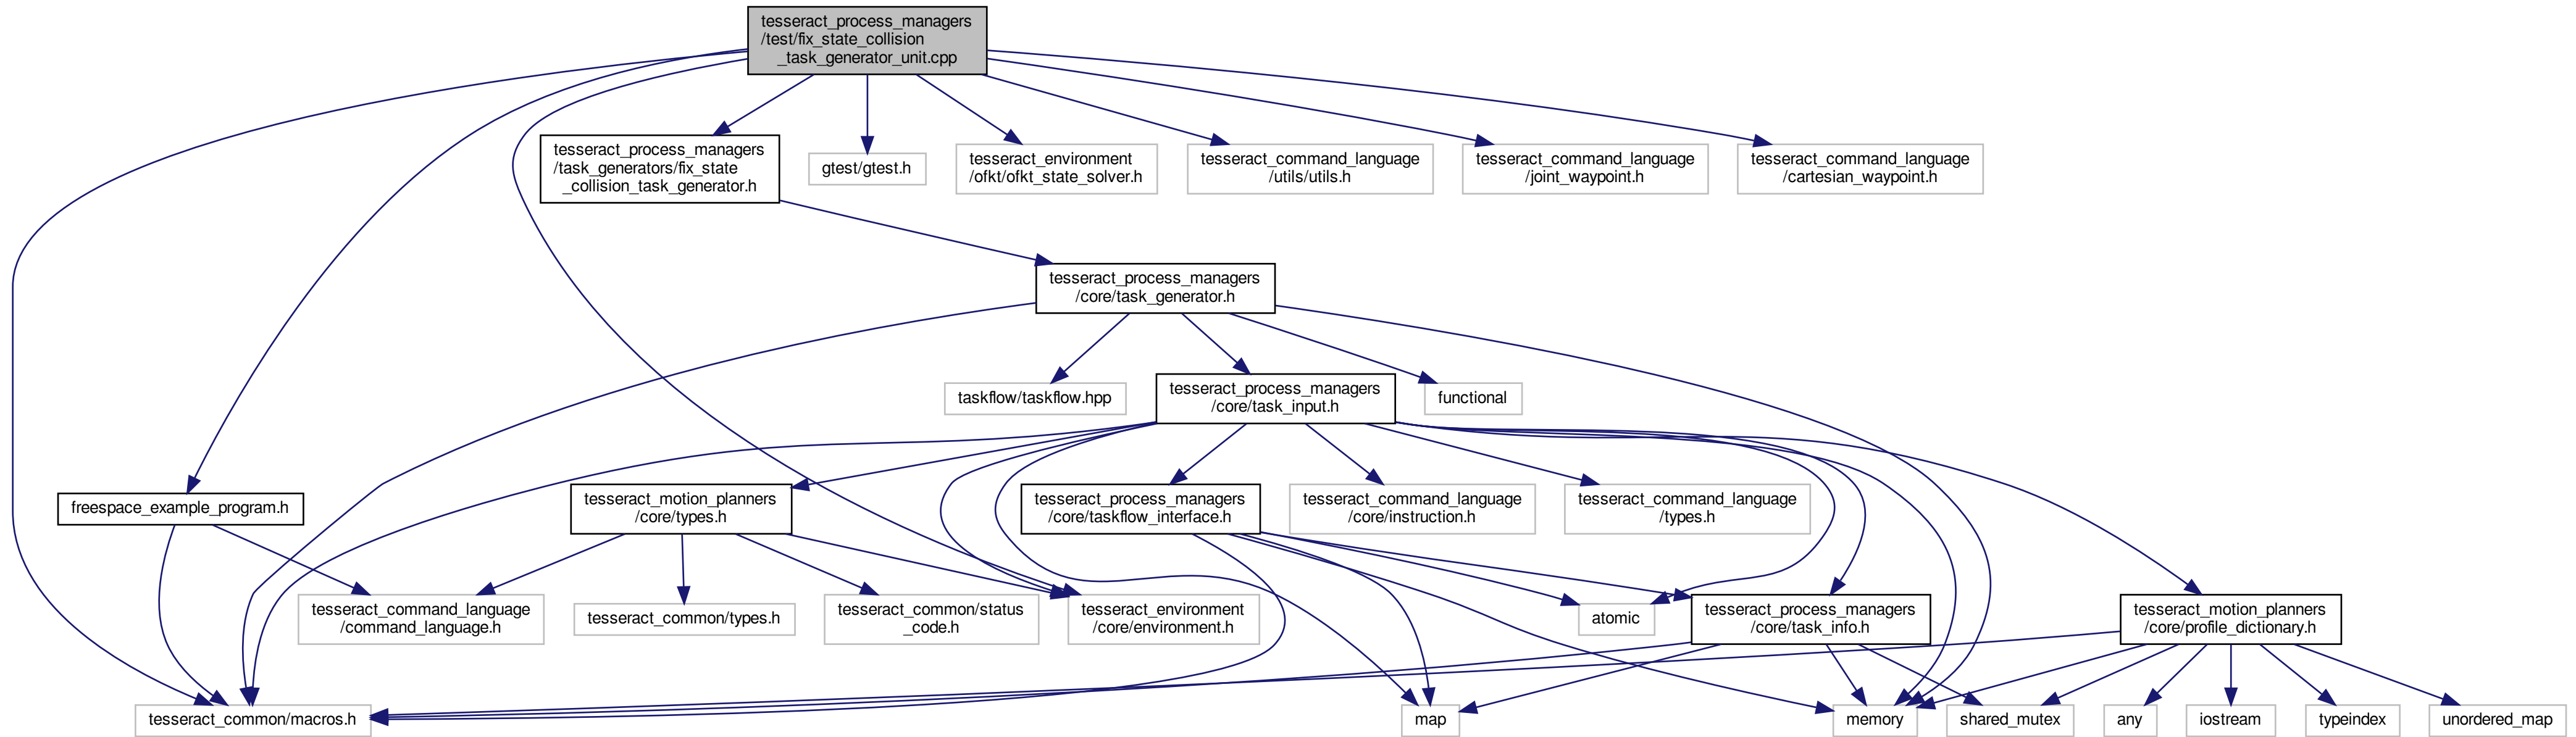 tesseract_process_managers
/test/fix_state_collision
_task_generator_unit.cpp
tesseract_process_managers
/task_generators/fix_state
_collision_task_generator.h
gtest/gtest.h
tesseract_environment
/ofkt/ofkt_state_solver.h
tesseract_command_language
/utils/utils.h
tesseract_command_language
/joint_waypoint.h
tesseract_command_language
/cartesian_waypoint.h
tesseract_process_managers
/core/task_generator.h
taskflow/taskflow.hpp
tesseract_process_managers
/core/task_input.h
functional
freespace_example_program.h
tesseract_motion_planners
/core/types.h
tesseract_process_managers
/core/taskflow_interface.h
tesseract_command_language
/core/instruction.h
tesseract_command_language
/types.h
tesseract_command_language
/command_language.h
tesseract_common/types.h
tesseract_common/status
_code.h
tesseract_environment
/core/environment.h
atomic
tesseract_process_managers
/core/task_info.h
tesseract_motion_planners
/core/profile_dictionary.h
tesseract_common/macros.h
map
memory
shared_mutex
any
iostream
typeindex
unordered_map